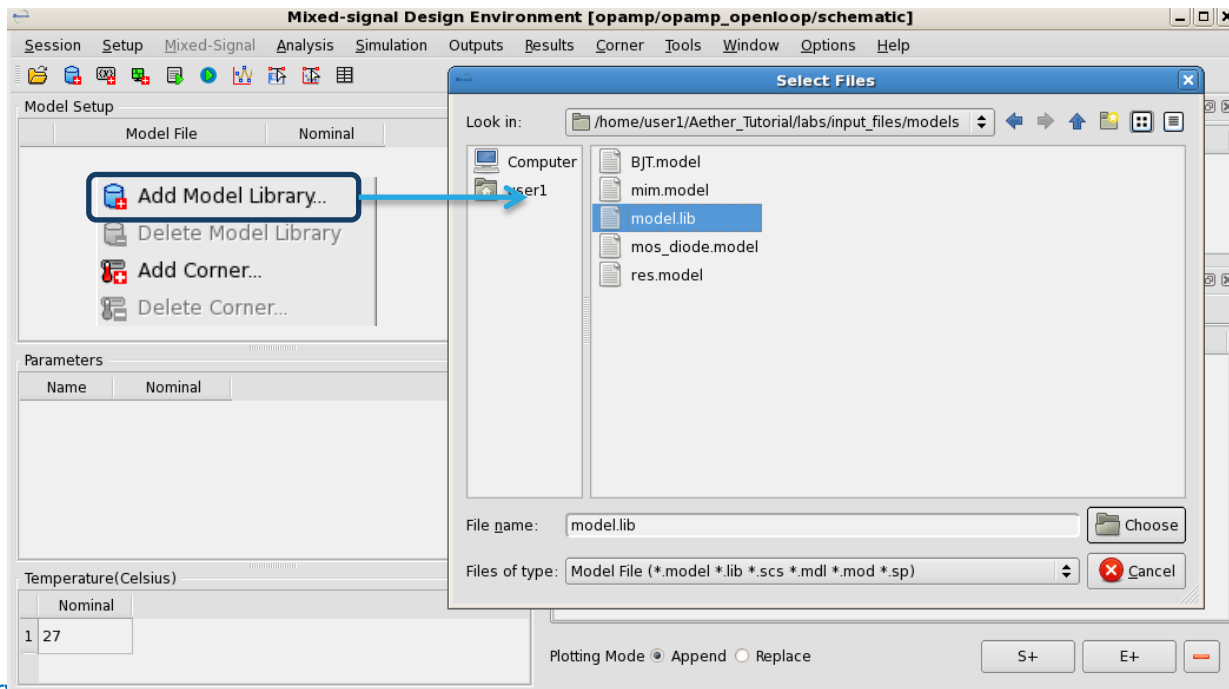 Mixed-signal Design Environment [opamp/opamp_openloop/schematic]
Session Setup Mixed-Signal Analysis Simulation Outputs Results Corner Tools Window Options Help
Model Setup
Model File Nominal
Add Model Library...
Delete Model Library
Add Corner...
Delete Corner...
Parameters
Name Nominal
Temperature(Celsius)
Nominal
1 27
Select Files
Look in: /home/user1/Aether_Tutorial/labs/input_files/models
Computer
user1
BJT.model
mim.model
model.lib
mos_diode.model
res.model
File name: model.lib
Choose
Files of type: Model File (*.model *.lib *.scs *.mdl *.mod *.sp)
Cancel
Plotting Mode Append Replace
S+ E+